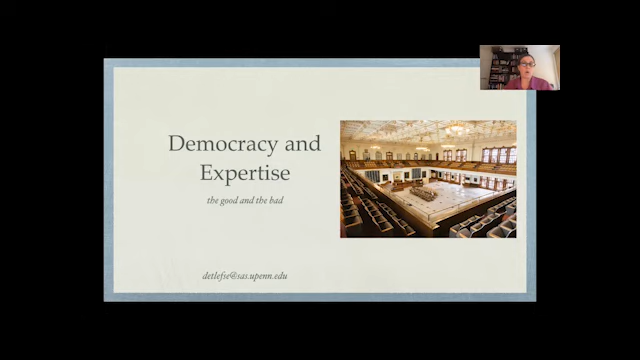 Democracy and
Expertise
the good and the bad
detlefse@sas.upenn.edu